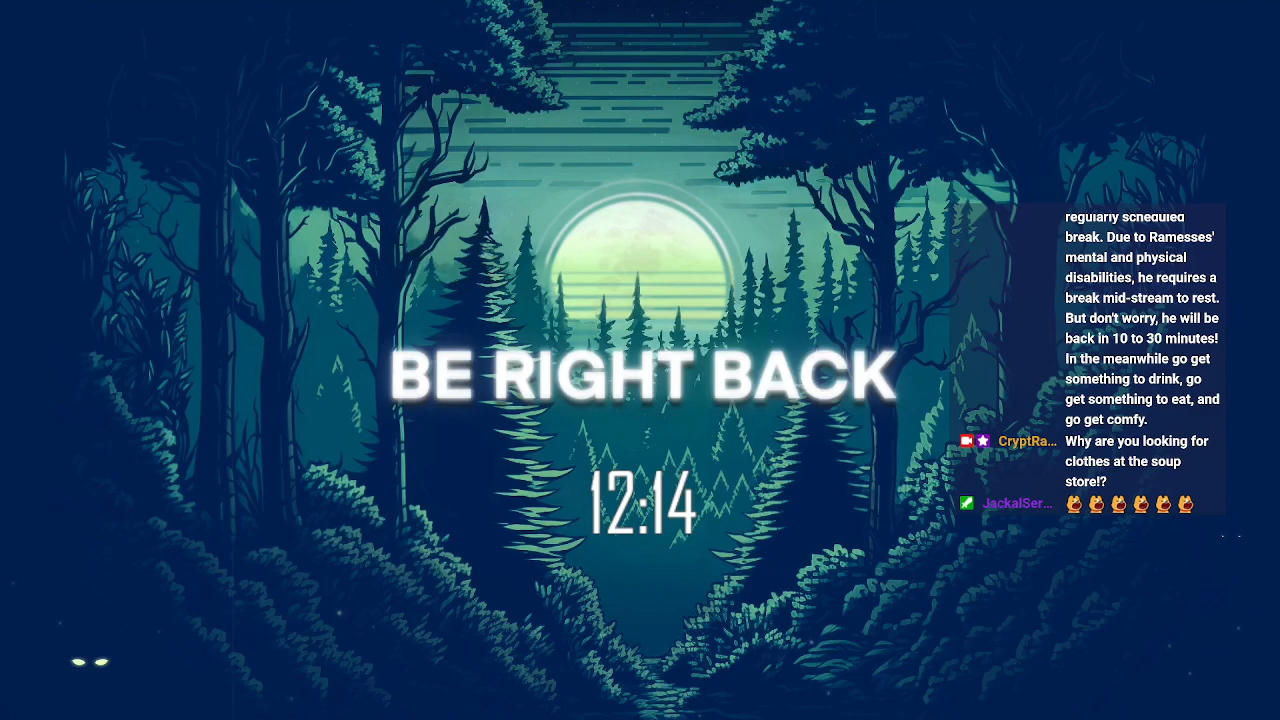 BE RIGHT BACK
12:14
regularly scheduled
break. Due to Ramesses'
mental and physical
disabilities, he requires a
break mid-stream to rest.
But don't worry, he will be
back in 10 to 30 minutes!
In the meanwhile go get
something to drink, go
get something to eat, and
go get comfy.
CryptRa... Why are you looking for
clothes at the soup
store!?
JackalSer...